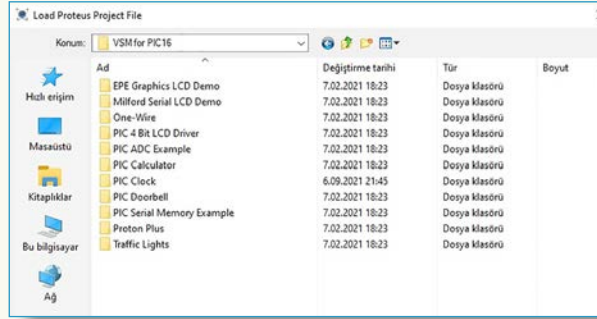 Load Proteus Project File
Konum: VSM for PIC16
Ad Değiştirme tarihi Tür Boyut
EPE Graphics LCD Demo 7.02.2021 18:23 Dosya klasörü
Milford Serial LCD Demo 7.02.2021 18:23 Dosya klasörü
One-Wire 7.02.2021 18:23 Dosya klasörü
PIC 4 Bit LCD Driver 7.02.2021 18:23 Dosya klasörü
PIC ADC Example 7.02.2021 18:23 Dosya klasörü
PIC Calculator 7.02.2021 18:23 Dosya klasörü
PIC Clock 6.09.2021 21:45 Dosya klasörü
PIC Doorbell 7.02.2021 18:23 Dosya klasörü
PIC Serial Memory Example 7.02.2021 18:23 Dosya klasörü
Proton Plus 7.02.2021 18:23 Dosya klasörü
Traffic Lights 7.02.2021 18:23 Dosya klasörü
Hızlı erişim
Masaüstü
Kitaplıklar
Bu bilgisayar
Ağ